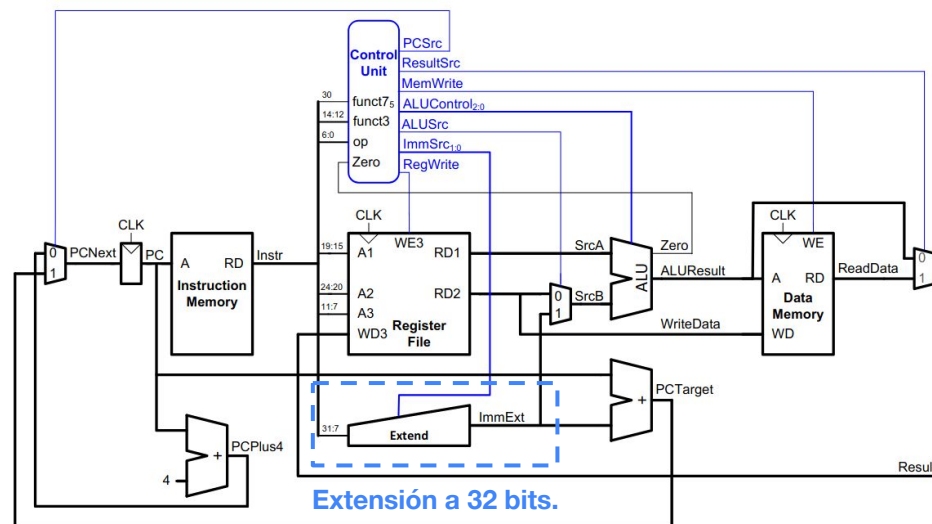 PCSrc
Control
Unit
ResultSrc
MemWrite
30
funct7₅
ALUControl₂:₀
14:12
funct3
ALUSrc
6:0
op
ImmSrc₁:₀
Zero
RegWrite
CLK
CLK
CLK
0
1
PCNext
PC
A
RD
Instr
Instruction
Memory
19:15
A1
WE3
RD1
SrcA
Zero
WE
24:20
A2
RD2
0
1
SrcB
ALU
ALUResult
A
RD
ReadData
0
1
11:7
A3
WD3
Register
File
WriteData
Data
Memory
WD
PCTarget
+
31:7
Extend
ImmExt
PCPlus4
+
4
Resul
Extensión a 32 bits.